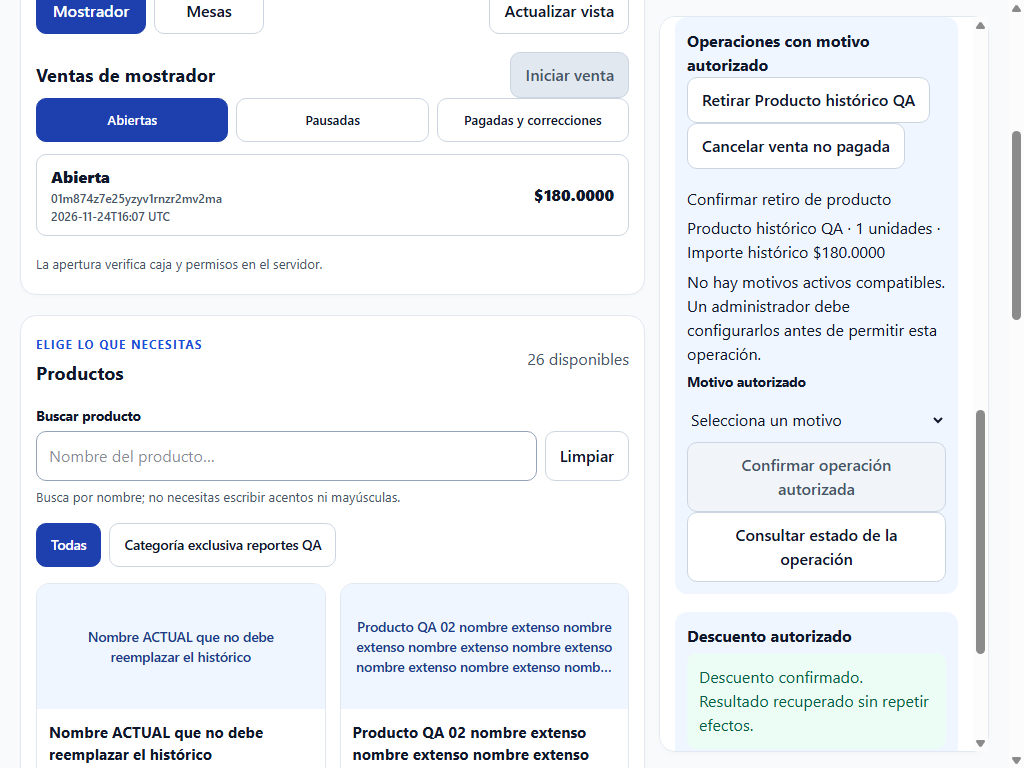 Mostrador
Mesas
Actualizar vista
Ventas de mostrador
Iniciar venta
Abiertas
Pausadas
Pagadas y correcciones
Abierta
01m874z7e25yzyv1rnzr2mv2ma
2026-11-24T16:07 UTC
$180.0000
La apertura verifica caja y permisos en el servidor.
ELIGE LO QUE NECESITAS
Productos
26 disponibles
Buscar producto
Nombre del producto...
Limpiar
Busca por nombre; no necesitas escribir acentos ni mayúsculas.
Todas
Categoría exclusiva reportes QA
Nombre ACTUAL que no debe
reemplazar el histórico
Nombre ACTUAL que no debe
reemplazar el histórico
Producto QA 02 nombre extenso nombre
extenso nombre extenso nombre extenso
nombre extenso nombre extenso nomb...
Producto QA 02 nombre extenso
nombre extenso nombre extenso
Operaciones con motivo
autorizado
Retirar Producto histórico QA
Cancelar venta no pagada
Confirmar retiro de producto
Producto histórico QA · 1 unidades ·
Importe histórico $180.0000
No hay motivos activos compatibles.
Un administrador debe
configurarlos antes de permitir esta
operación.
Motivo autorizado
Selecciona un motivo
Confirmar operación
autorizada
Consultar estado de la
operación
Descuento autorizado
Descuento confirmado.
Resultado recuperado sin repetir
efectos.